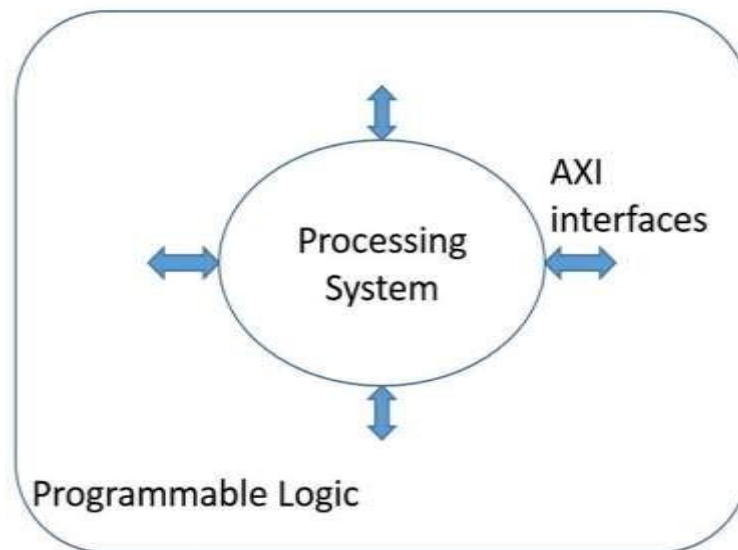 AXI
interfaces
Processing
System
Programmable Logic